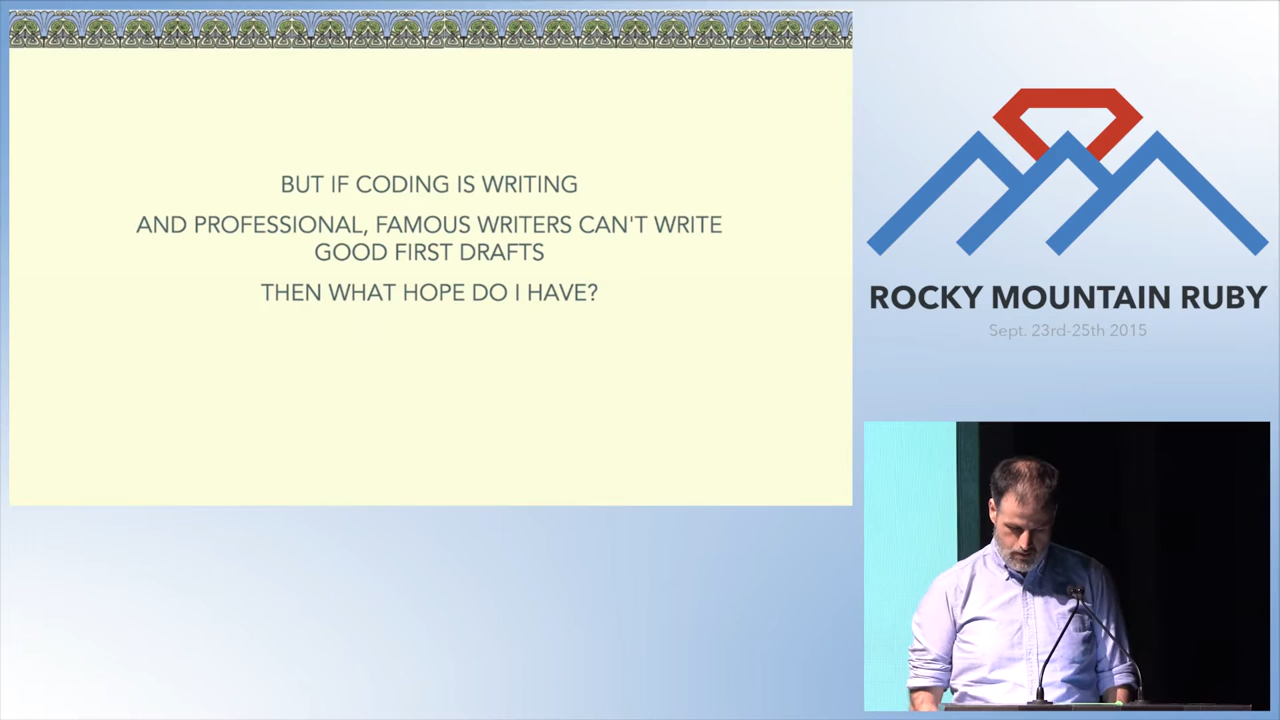 BUT IF CODING IS WRITING
AND PROFESSIONAL, FAMOUS WRITERS CAN'T WRITE
GOOD FIRST DRAFTS
THEN WHAT HOPE DO I HAVE?
ROCKY MOUNTAIN RUBY
Sept. 23rd-25th 2015